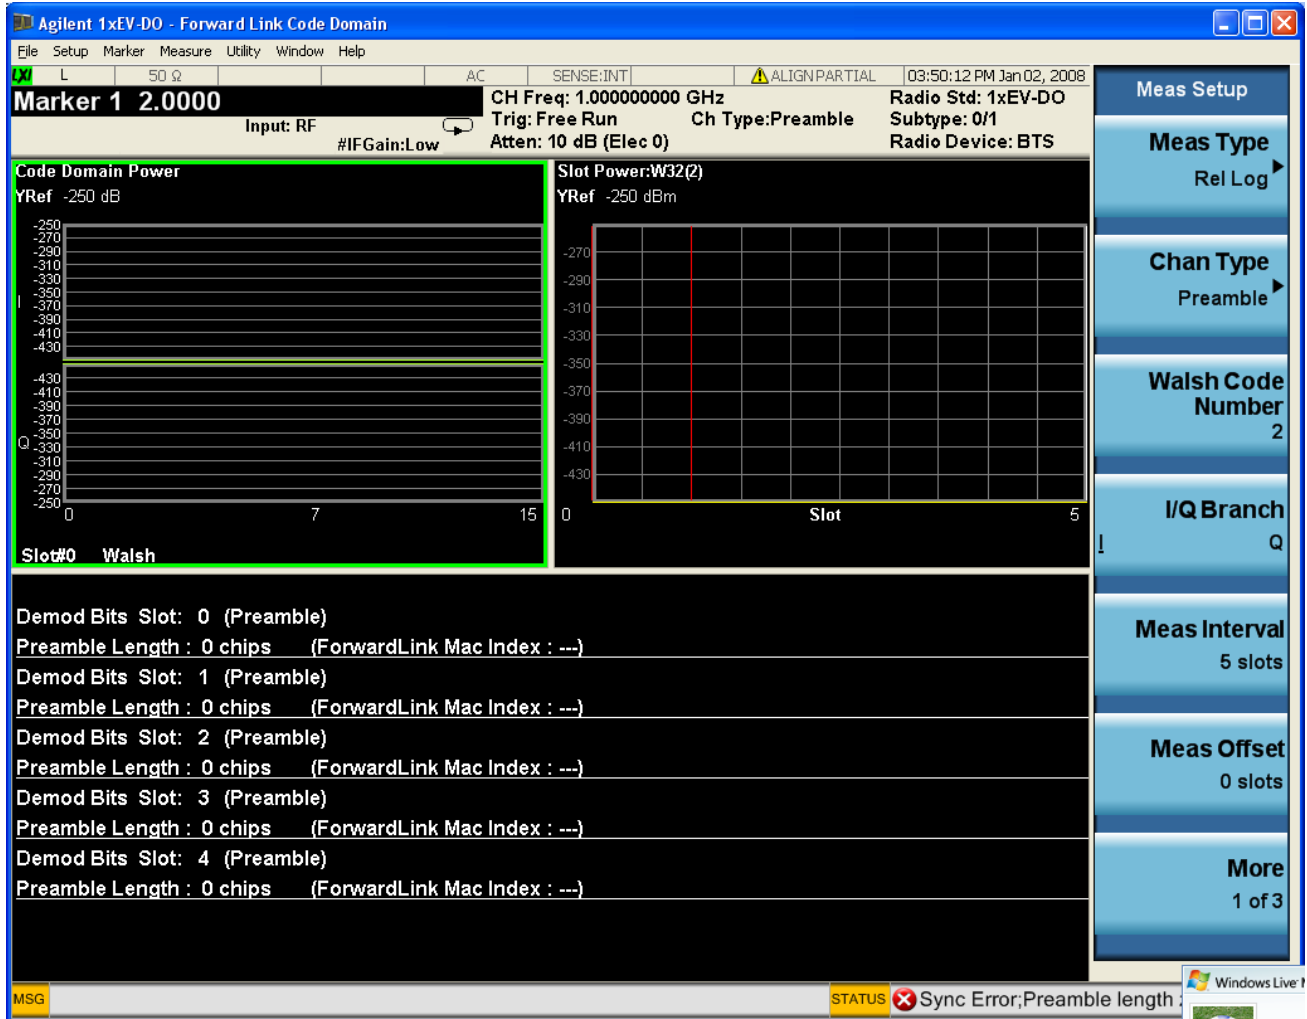 Agilent 1xEV-DO - Forward Link Code Domain
File Setup Marker Measure Utility Window Help
LXI L 50 Ω AC SENSE:INT ALIGN PARTIAL 03:50:12 PM Jan 02, 2008
Marker 1 2.0000
Input: RF
#IFGain:Low
CH Freq: 1.000000000 GHz
Trig: Free Run Ch Type:Preamble
Atten: 10 dB (Elec 0)
Radio Std: 1xEV-DO
Subtype: 0/1
Radio Device: BTS
Code Domain Power
YRef -250 dB
-250
-270
-290
-310
-330
-350
I -370
-390
-410
-430
-430
-410
-390
-370
-350
Q -330
-310
-290
-270
-250
0 7 15
Slot#0 Walsh
Slot Power:W32(2)
YRef -250 dBm
-270
-290
-310
-330
-350
-370
-390
-410
-430
0 Slot 5
Demod Bits Slot: 0 (Preamble)
Preamble Length : 0 chips (ForwardLink Mac Index : ---)
Demod Bits Slot: 1 (Preamble)
Preamble Length : 0 chips (ForwardLink Mac Index : ---)
Demod Bits Slot: 2 (Preamble)
Preamble Length : 0 chips (ForwardLink Mac Index : ---)
Demod Bits Slot: 3 (Preamble)
Preamble Length : 0 chips (ForwardLink Mac Index : ---)
Demod Bits Slot: 4 (Preamble)
Preamble Length : 0 chips (ForwardLink Mac Index : ---)
Meas Setup
Meas Type
Rel Log
Chan Type
Preamble
Walsh Code
Number
2
I/Q Branch
I Q
Meas Interval
5 slots
Meas Offset
0 slots
More
1 of 3
MSG STATUS Sync Error;Preamble length
Windows Live